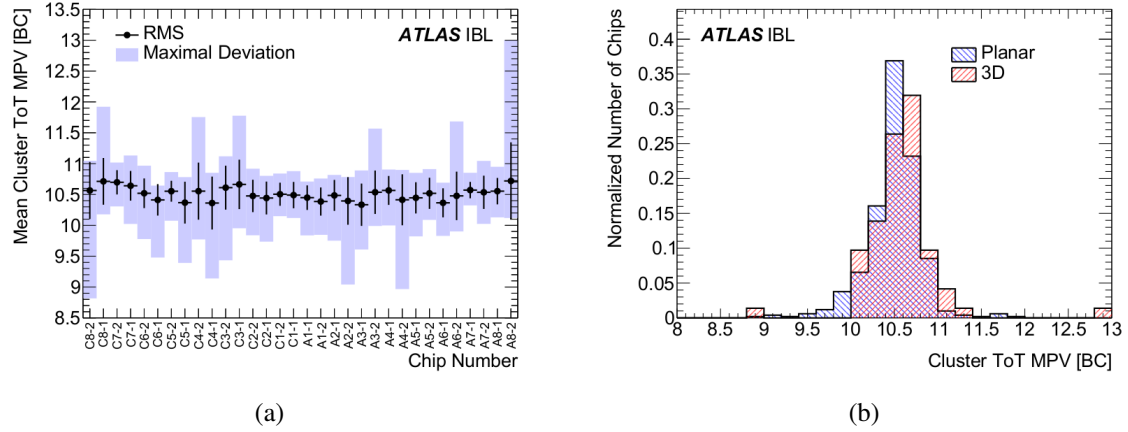 13.5
13
12.5
12
11.5
11
10.5
10
9.5
9
8.5
Mean Cluster ToT MPV [BC]
RMS
Maximal Deviation
ATLAS IBL
C8-2 C8-1 C7-2 C7-1 C6-2 C6-1 C5-2 C5-1 C4-2 C4-1 C3-2 C3-1 C2-2 C2-1 C1-2 C1-1 A1-1 A1-2 A2-1 A2-2 A3-1 A3-2 A4-1 A4-2 A5-1 A5-2 A6-1 A6-2 A7-1 A7-2 A8-1 A8-2
Chip Number
(a)
0.4
0.35
0.3
0.25
0.2
0.15
0.1
0.05
0
Normalized Number of Chips
ATLAS IBL
Planar
3D
8 8.5 9 9.5 10 10.5 11 11.5 12 12.5 13
Cluster ToT MPV [BC]
(b)